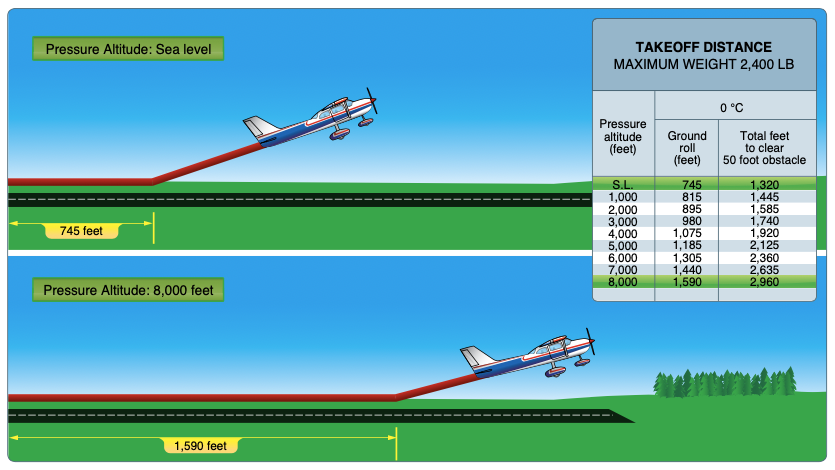 Pressure Altitude: Sea level
745 feet
Pressure Altitude: 8,000 feet
1,590 feet
TAKEOFF DISTANCE
MAXIMUM WEIGHT 2,400 LB
0 °C
Pressure
altitude
(feet)
Ground
roll
(feet)
Total feet
to clear
50 foot obstacle
S.L. 745 1,320
1,000 815 1,445
2,000 895 1,585
3,000 980 1,740
4,000 1,075 1,920
5,000 1,185 2,125
6,000 1,305 2,360
7,000 1,440 2,635
8,000 1,590 2,960